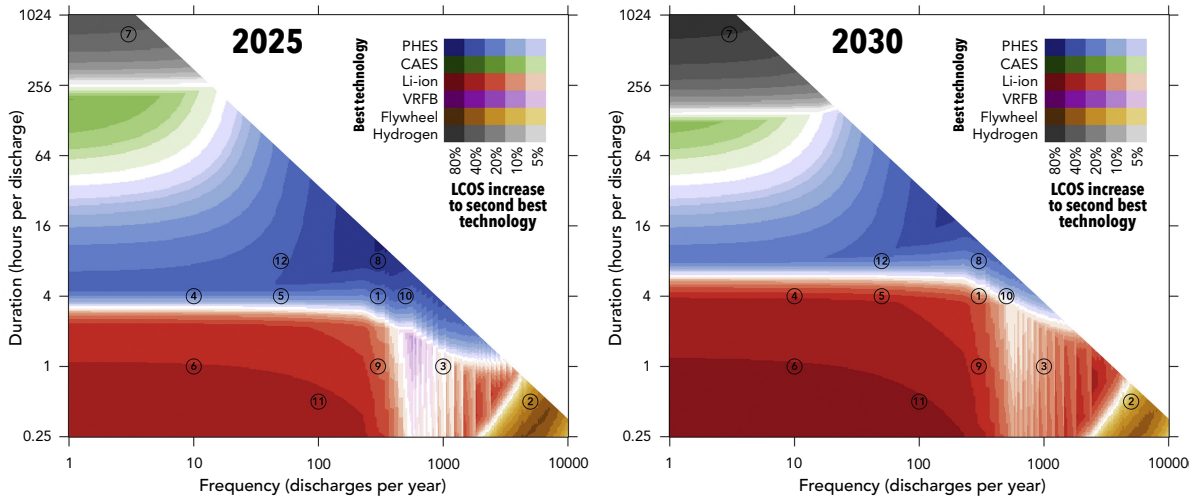 2025
Best technology
PHES
CAES
Li-ion
VRFB
Flywheel
Hydrogen
80%
40%
20%
10%
5%
LCOS increase
to second best
technology
Duration (hours per discharge)
1024
256
64
16
4
1
0.25
1
10
100
1000
10000
Frequency (discharges per year)
7
12
8
4
5
1
10
6
9
3
11
2
2030
Best technology
PHES
CAES
Li-ion
VRFB
Flywheel
Hydrogen
80%
40%
20%
10%
5%
LCOS increase
to second best
technology
Duration (hours per discharge)
1024
256
64
16
4
1
0.25
1
10
100
1000
10000
Frequency (discharges per year)
7
12
8
4
5
1
10
6
9
3
11
2